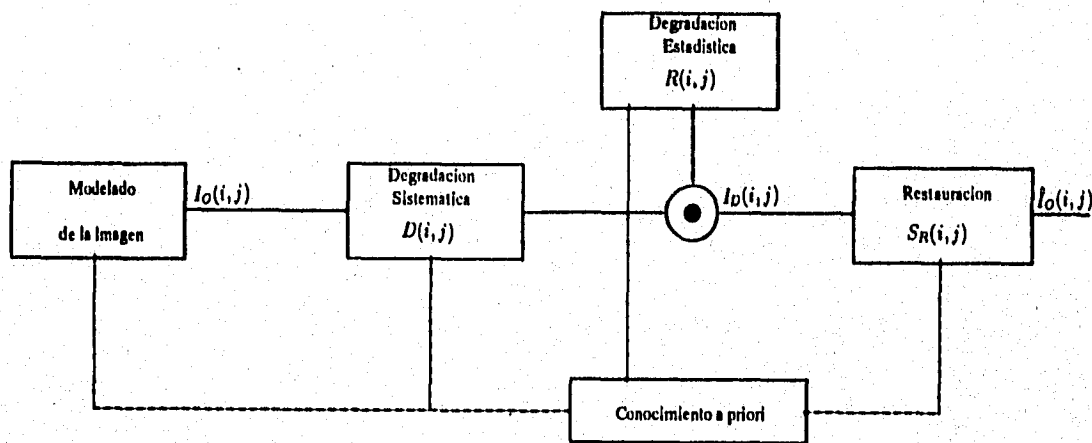 Degradacion
Estadistica
R(i,j)
Modelado
de la Imagen
I_O(i,j)
Degradacion
Sistematica
D(i,j)
I_D(i,j)
Restauracion
S_R(i,j)
Î_O(i,j)
Conocimiento a priori